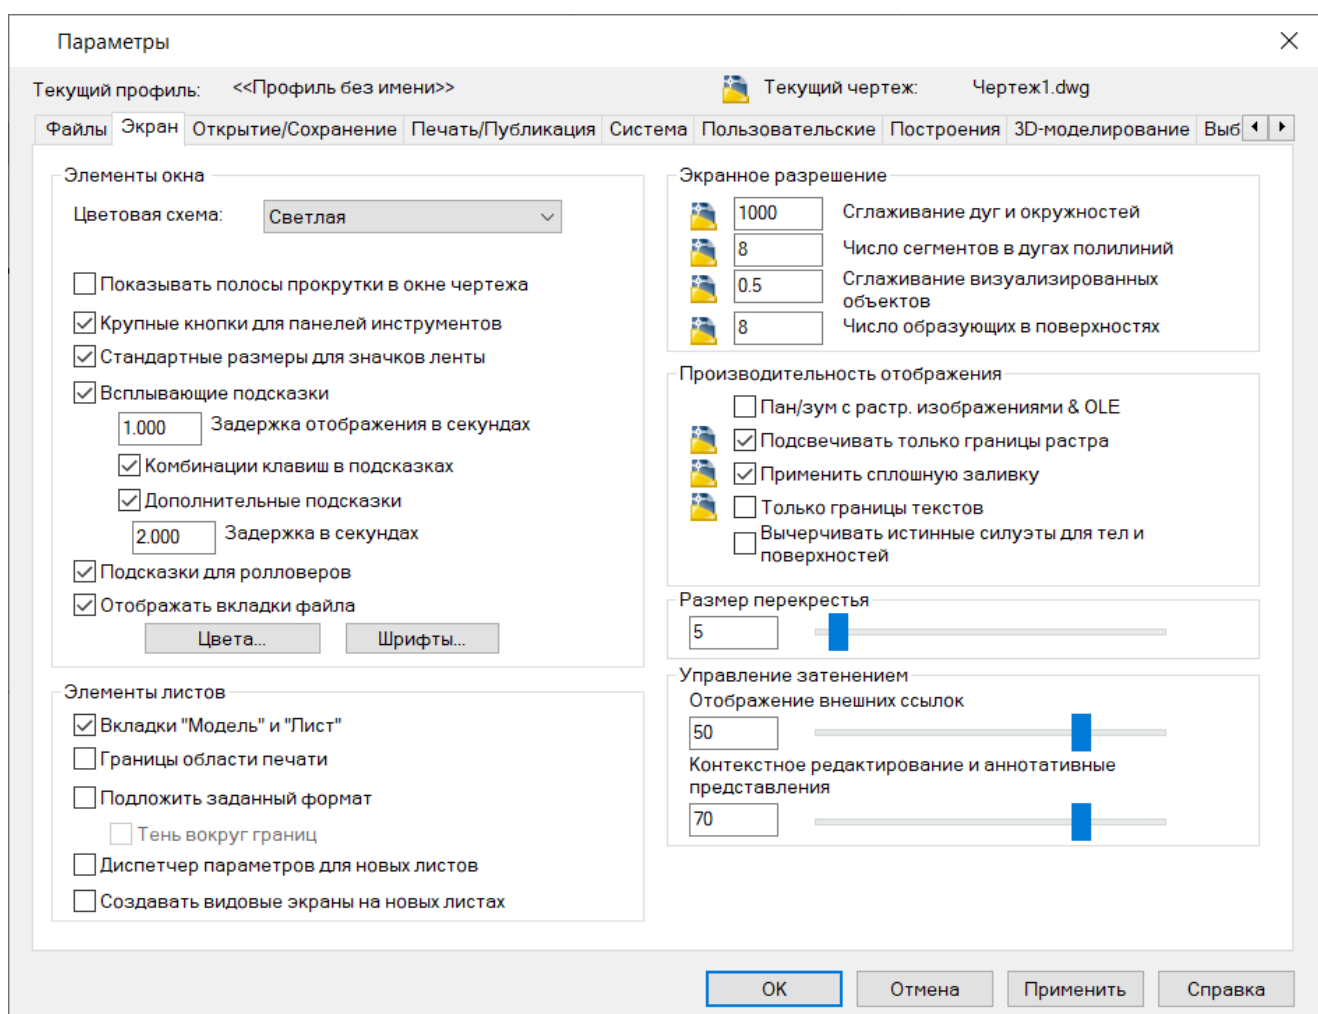 Параметры
Текущий профиль: <<Профиль без имени>> Текущий чертеж: Чертеж1.dwg
Файлы Экран Открытие/Сохранение Печать/Публикация Система Пользовательские Построения 3D-моделирование Выб
Элементы окна
Цветовая схема: Светлая
Показывать полосы прокрутки в окне чертежа
Крупные кнопки для панелей инструментов
Стандартные размеры для значков ленты
Всплывающие подсказки
1.000 Задержка отображения в секундах
Комбинации клавиш в подсказках
Дополнительные подсказки
2.000 Задержка в секундах
Подсказки для ролловеров
Отображать вкладки файла
Цвета... Шрифты...
Элементы листов
Вкладки "Модель" и "Лист"
Границы области печати
Подложить заданный формат
Тень вокруг границ
Диспетчер параметров для новых листов
Создавать видовые экраны на новых листах
Экранное разрешение
1000 Сглаживание дуг и окружностей
8 Число сегментов в дугах полилиний
0.5 Сглаживание визуализированных
объектов
8 Число образующих в поверхностях
Производительность отображения
Пан/зум с растр. изображениями & OLE
Подсвечивать только границы растра
Применить сплошную заливку
Только границы текстов
Вычерчивать истинные силуэты для тел и
поверхностей
Размер перекрестья
5
Управление затенением
Отображение внешних ссылок
50
Контекстное редактирование и аннотативные
представления
70
OK Отмена Применить Справка